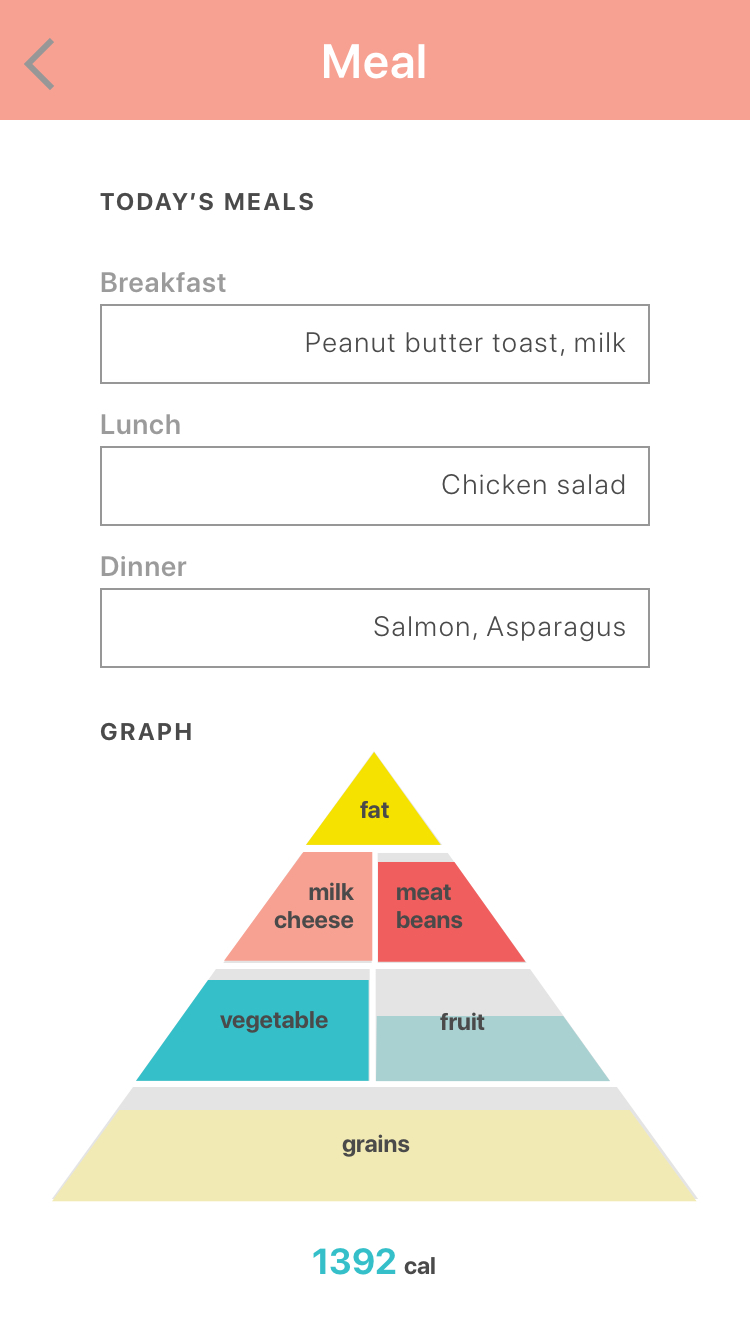 Meal
TODAY’S MEALS
Breakfast
Peanut butter toast, milk
Lunch
Chicken salad
Dinner
Salmon, Asparagus
GRAPH
fat
milk
cheese
meat
beans
vegetable
fruit
grains
1392 cal